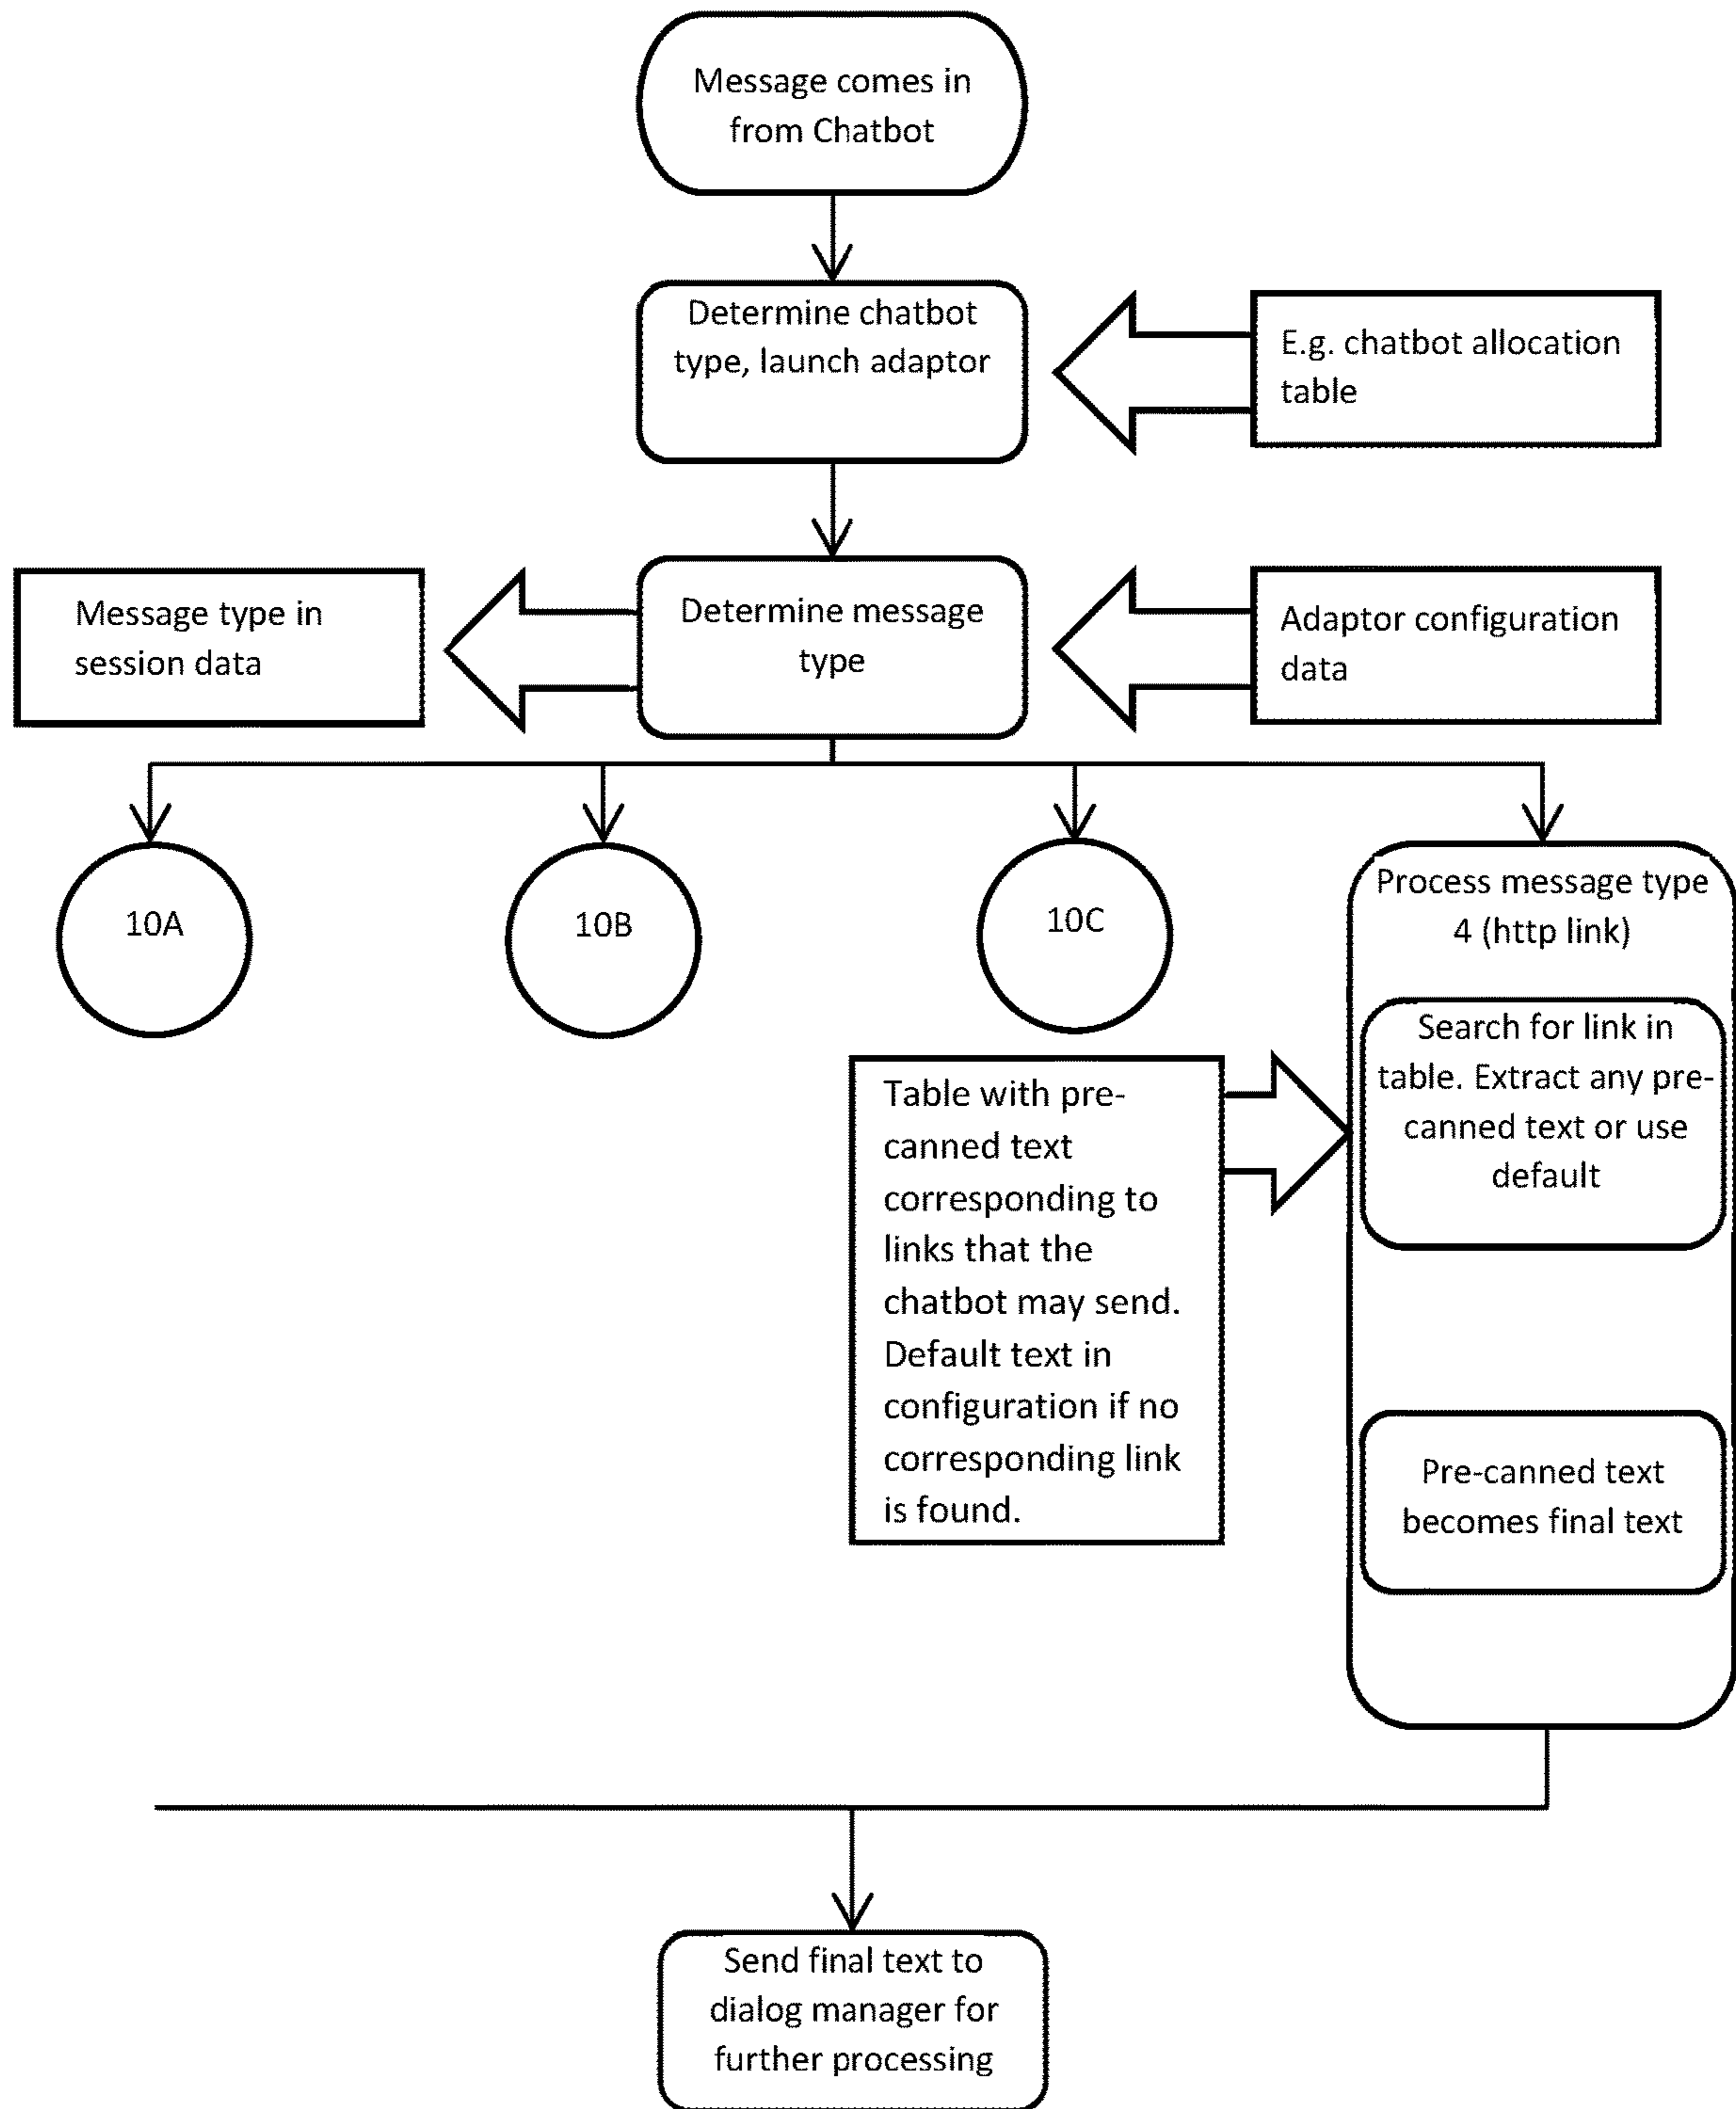 Message comes in
from Chatbot
Determine chatbot
type, launch adaptor
E.g. chatbot allocation
table
Message type in
session data
Determine message
type
Adaptor configuration
data
10A
10B
10C
Process message type
4 (http link)
Search for link in
table. Extract any pre-
canned text or use
default
Table with pre-
canned text
corresponding to
links that the
chatbot may send.
Default text in
configuration if no
corresponding link
is found.
Pre-canned text
becomes final text
Send final text to
dialog manager for
further processing